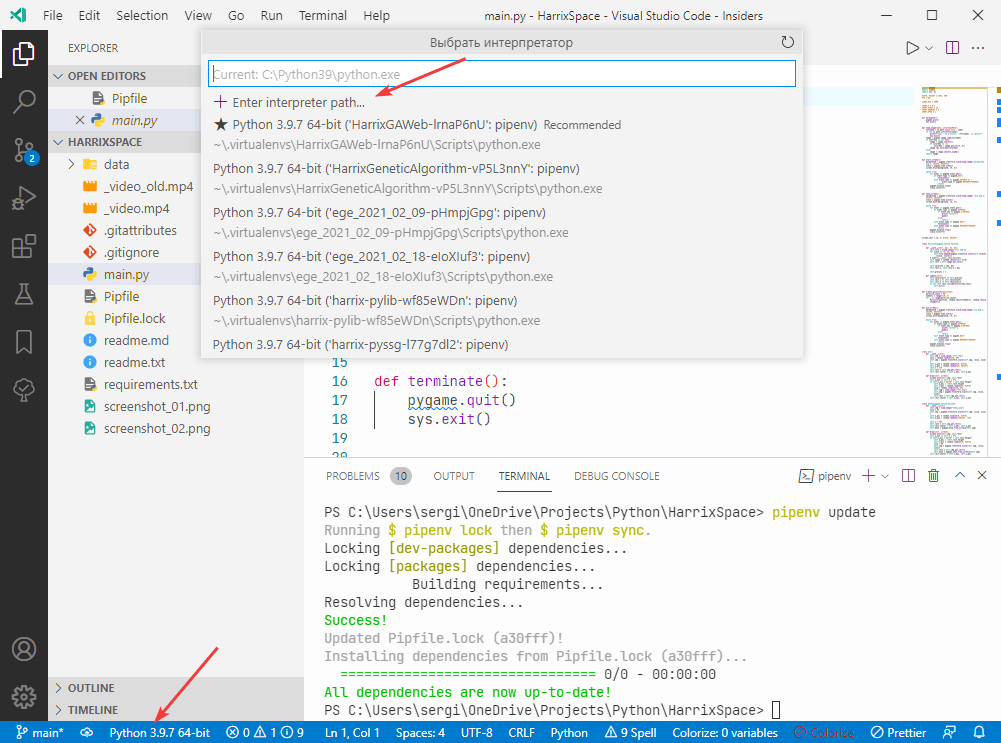 File Edit Selection View Go Run Terminal Help main.py - HarrixSpace - Visual Studio Code - Insiders
EXPLORER
OPEN EDITORS
Pipfile
main.py
HARRIXSPACE
data
_video_old.mp4
_video.mp4
.gitattributes
.gitignore
main.py
Pipfile
Pipfile.lock
readme.md
readme.txt
requirements.txt
screenshot_01.png
screenshot_02.png
OUTLINE
TIMELINE
2
Выбрать интерпретатор
Current: C:\Python39\python.exe
Enter interpreter path...
Python 3.9.7 64-bit ('HarrixGAWeb-lrnaP6nU': pipenv) Recommended
~\.virtualenvs\HarrixGAWeb-lrnaP6nU\Scripts\python.exe
Python 3.9.7 64-bit ('HarrixGeneticAlgorithm-vP5L3nnY': pipenv)
~\.virtualenvs\HarrixGeneticAlgorithm-vP5L3nnY\Scripts\python.exe
Python 3.9.7 64-bit ('ege_2021_02_09-pHmpjGpg': pipenv)
~\.virtualenvs\ege_2021_02_09-pHmpjGpg\Scripts\python.exe
Python 3.9.7 64-bit ('ege_2021_02_18-eIoXIuf3': pipenv)
~\.virtualenvs\ege_2021_02_18-eIoXIuf3\Scripts\python.exe
Python 3.9.7 64-bit ('harrix-pylib-wf85eWDn': pipenv)
~\.virtualenvs\harrix-pylib-wf85eWDn\Scripts\python.exe
Python 3.9.7 64-bit ('harrix-pyssg-l77g7dl2': pipenv)
15
16 def terminate():
17 pygame.quit()
18 sys.exit()
19
20
PROBLEMS 10 OUTPUT TERMINAL DEBUG CONSOLE pipenv
PS C:\Users\sergi\OneDrive\Projects\Python\HarrixSpace> pipenv update
Running $ pipenv lock then $ pipenv sync.
Locking [dev-packages] dependencies...
Locking [packages] dependencies...
Building requirements...
Resolving dependencies...
Success!
Updated Pipfile.lock (a30fff)!
Installing dependencies from Pipfile.lock (a30fff)...
================================ 0/0 - 00:00:00
All dependencies are now up-to-date!
PS C:\Users\sergi\OneDrive\Projects\Python\HarrixSpace>
main* Python 3.9.7 64-bit 0 1 9 Ln 1, Col 1 Spaces: 4 UTF-8 CRLF Python 9 Spell Colorize: 0 variables Colorize Prettier